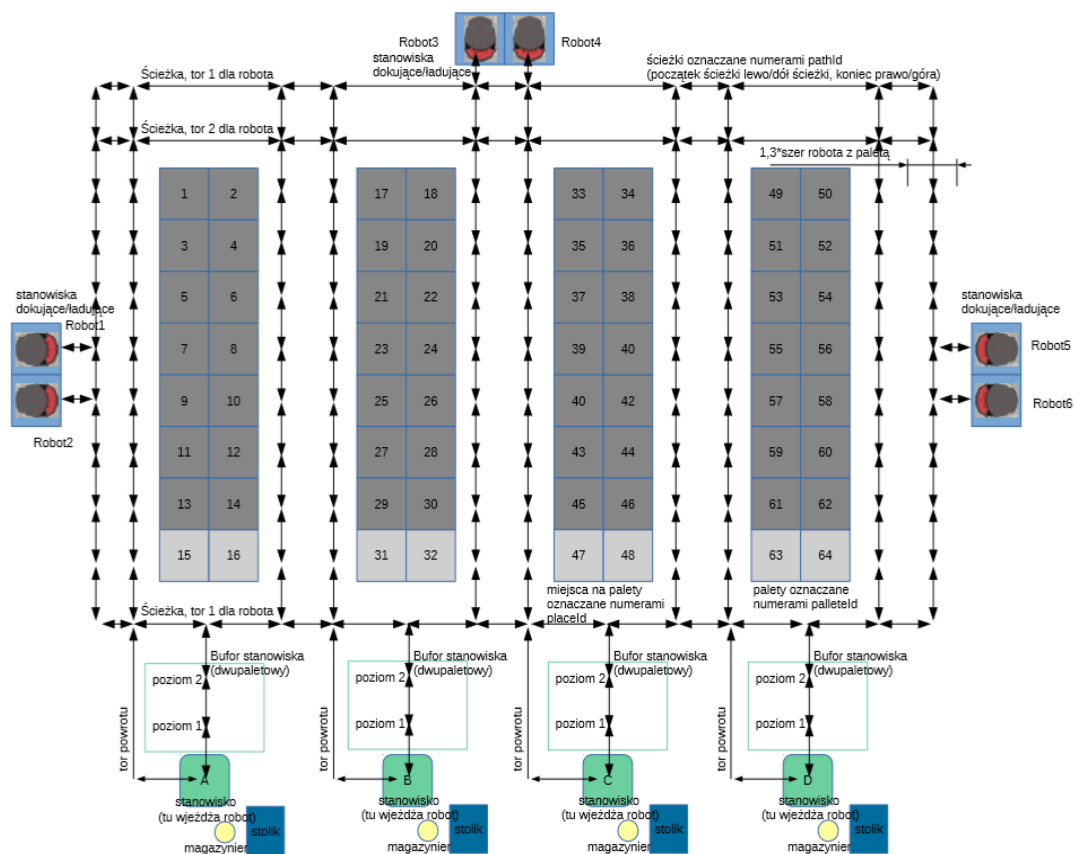 Robot3
Robot4
stanowiska
dokujące/ładujące
ścieżki oznaczane numerami pathId
(początek ścieżki lewo/dół ścieżki, koniec prawo/góra)
Ścieżka, tor 1 dla robota
Ścieżka, tor 2 dla robota
1,3*szer robota z paletą
1 2 17 18 33 34 49 50
3 4 19 20 35 36 51 52
5 6 21 22 37 38 53 54
stanowiska
dokujące/ładujące
Robot1
stanowiska
dokujące/ładujące
7 8 23 24 39 40 55 56
Robot5
9 10 25 26 40 42 57 58
Robot6
Robot2
11 12 27 28 43 44 59 60
13 14 29 30 45 46 61 62
15 16 31 32 47 48 63 64
miejsca na palety
oznaczane numerami
placeId
palety oznaczane
numerami palleteId
Ścieżka, tor 1 dla robota
Bufor stanowiska
(dwupaletowy)
poziom 2
poziom 1
tor powrotu
A
stanowisko
(tu wjeżdża robot)
stolik
magazynier
Bufor stanowiska
(dwupaletowy)
poziom 2
poziom 1
tor powrotu
B
stanowisko
(tu wjeżdża robot)
stolik
magazynier
Bufor stanowiska
(dwupaletowy)
poziom 2
poziom 1
tor powrotu
C
stanowisko
(tu wjeżdża robot)
stolik
magazynier
Bufor stanowiska
(dwupaletowy)
poziom 2
poziom 1
tor powrotu
D
stanowisko
(tu wjeżdża robot)
stolik
magazynier